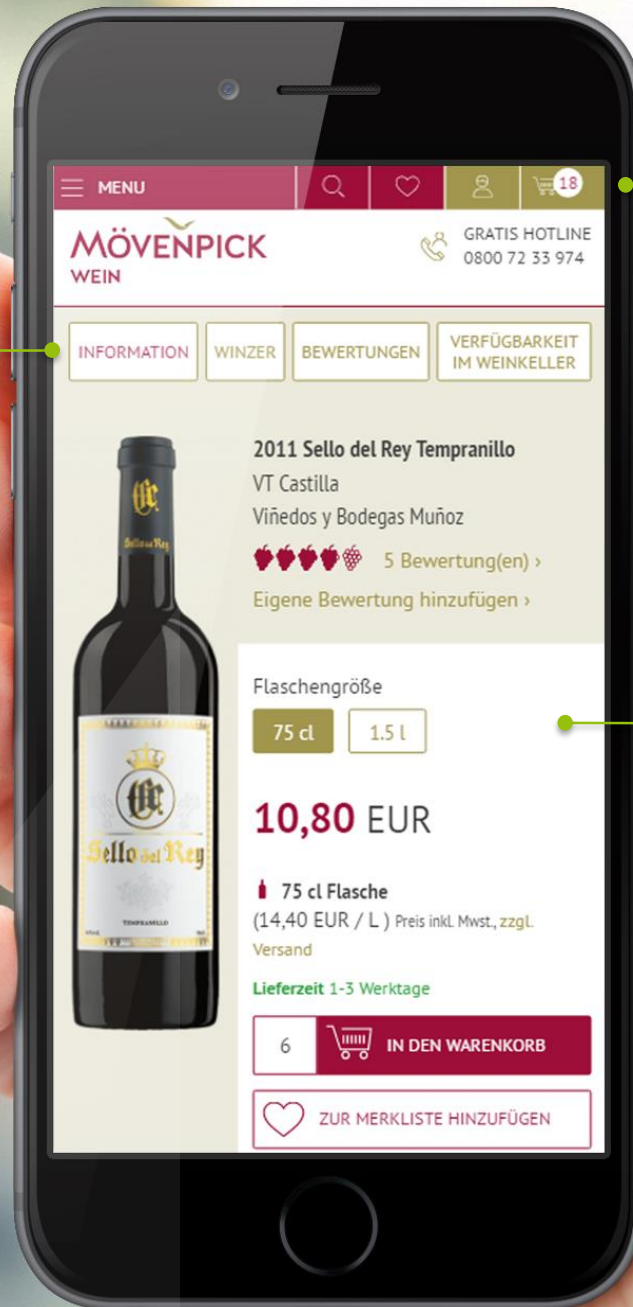 MENU
18
MÖVENPICK
WEIN
GRATIS HOTLINE
0800 72 33 974
INFORMATION
WINZER
BEWERTUNGEN
VERFÜGBARKEIT
IM WEINKELLER
2011 Sello del Rey Tempranillo
VT Castilla
Viñedos y Bodegas Muñoz
5 Bewertung(en) ›
Eigene Bewertung hinzufügen ›
Sello del Rey
Flaschengröße
75 cl
1.5 l
10,80 EUR
Sello del Rey
TEMPRANILLO
75 cl Flasche
(14,40 EUR / L ) Preis inkl. Mwst., zzgl.
Versand
Lieferzeit 1-3 Werktage
6
IN DEN WARENKORB
ZUR MERKLISTE HINZUFÜGEN